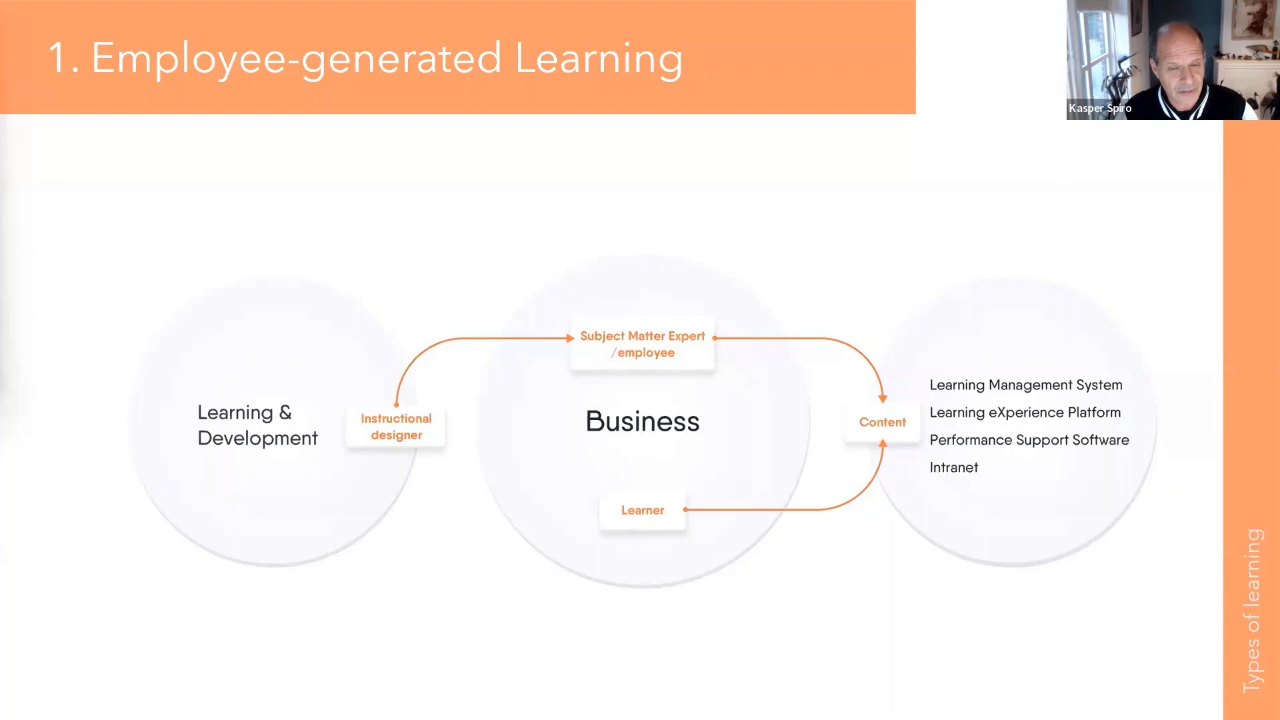 1. Employee-generated Learning
Kasper Spiro
Subject Matter Expert
/employee
Learning &
Development
Instructional
designer
Business
Learner
Content
Learning Management System
Learning eXperience Platform
Performance Support Software
Intranet
Types of learning